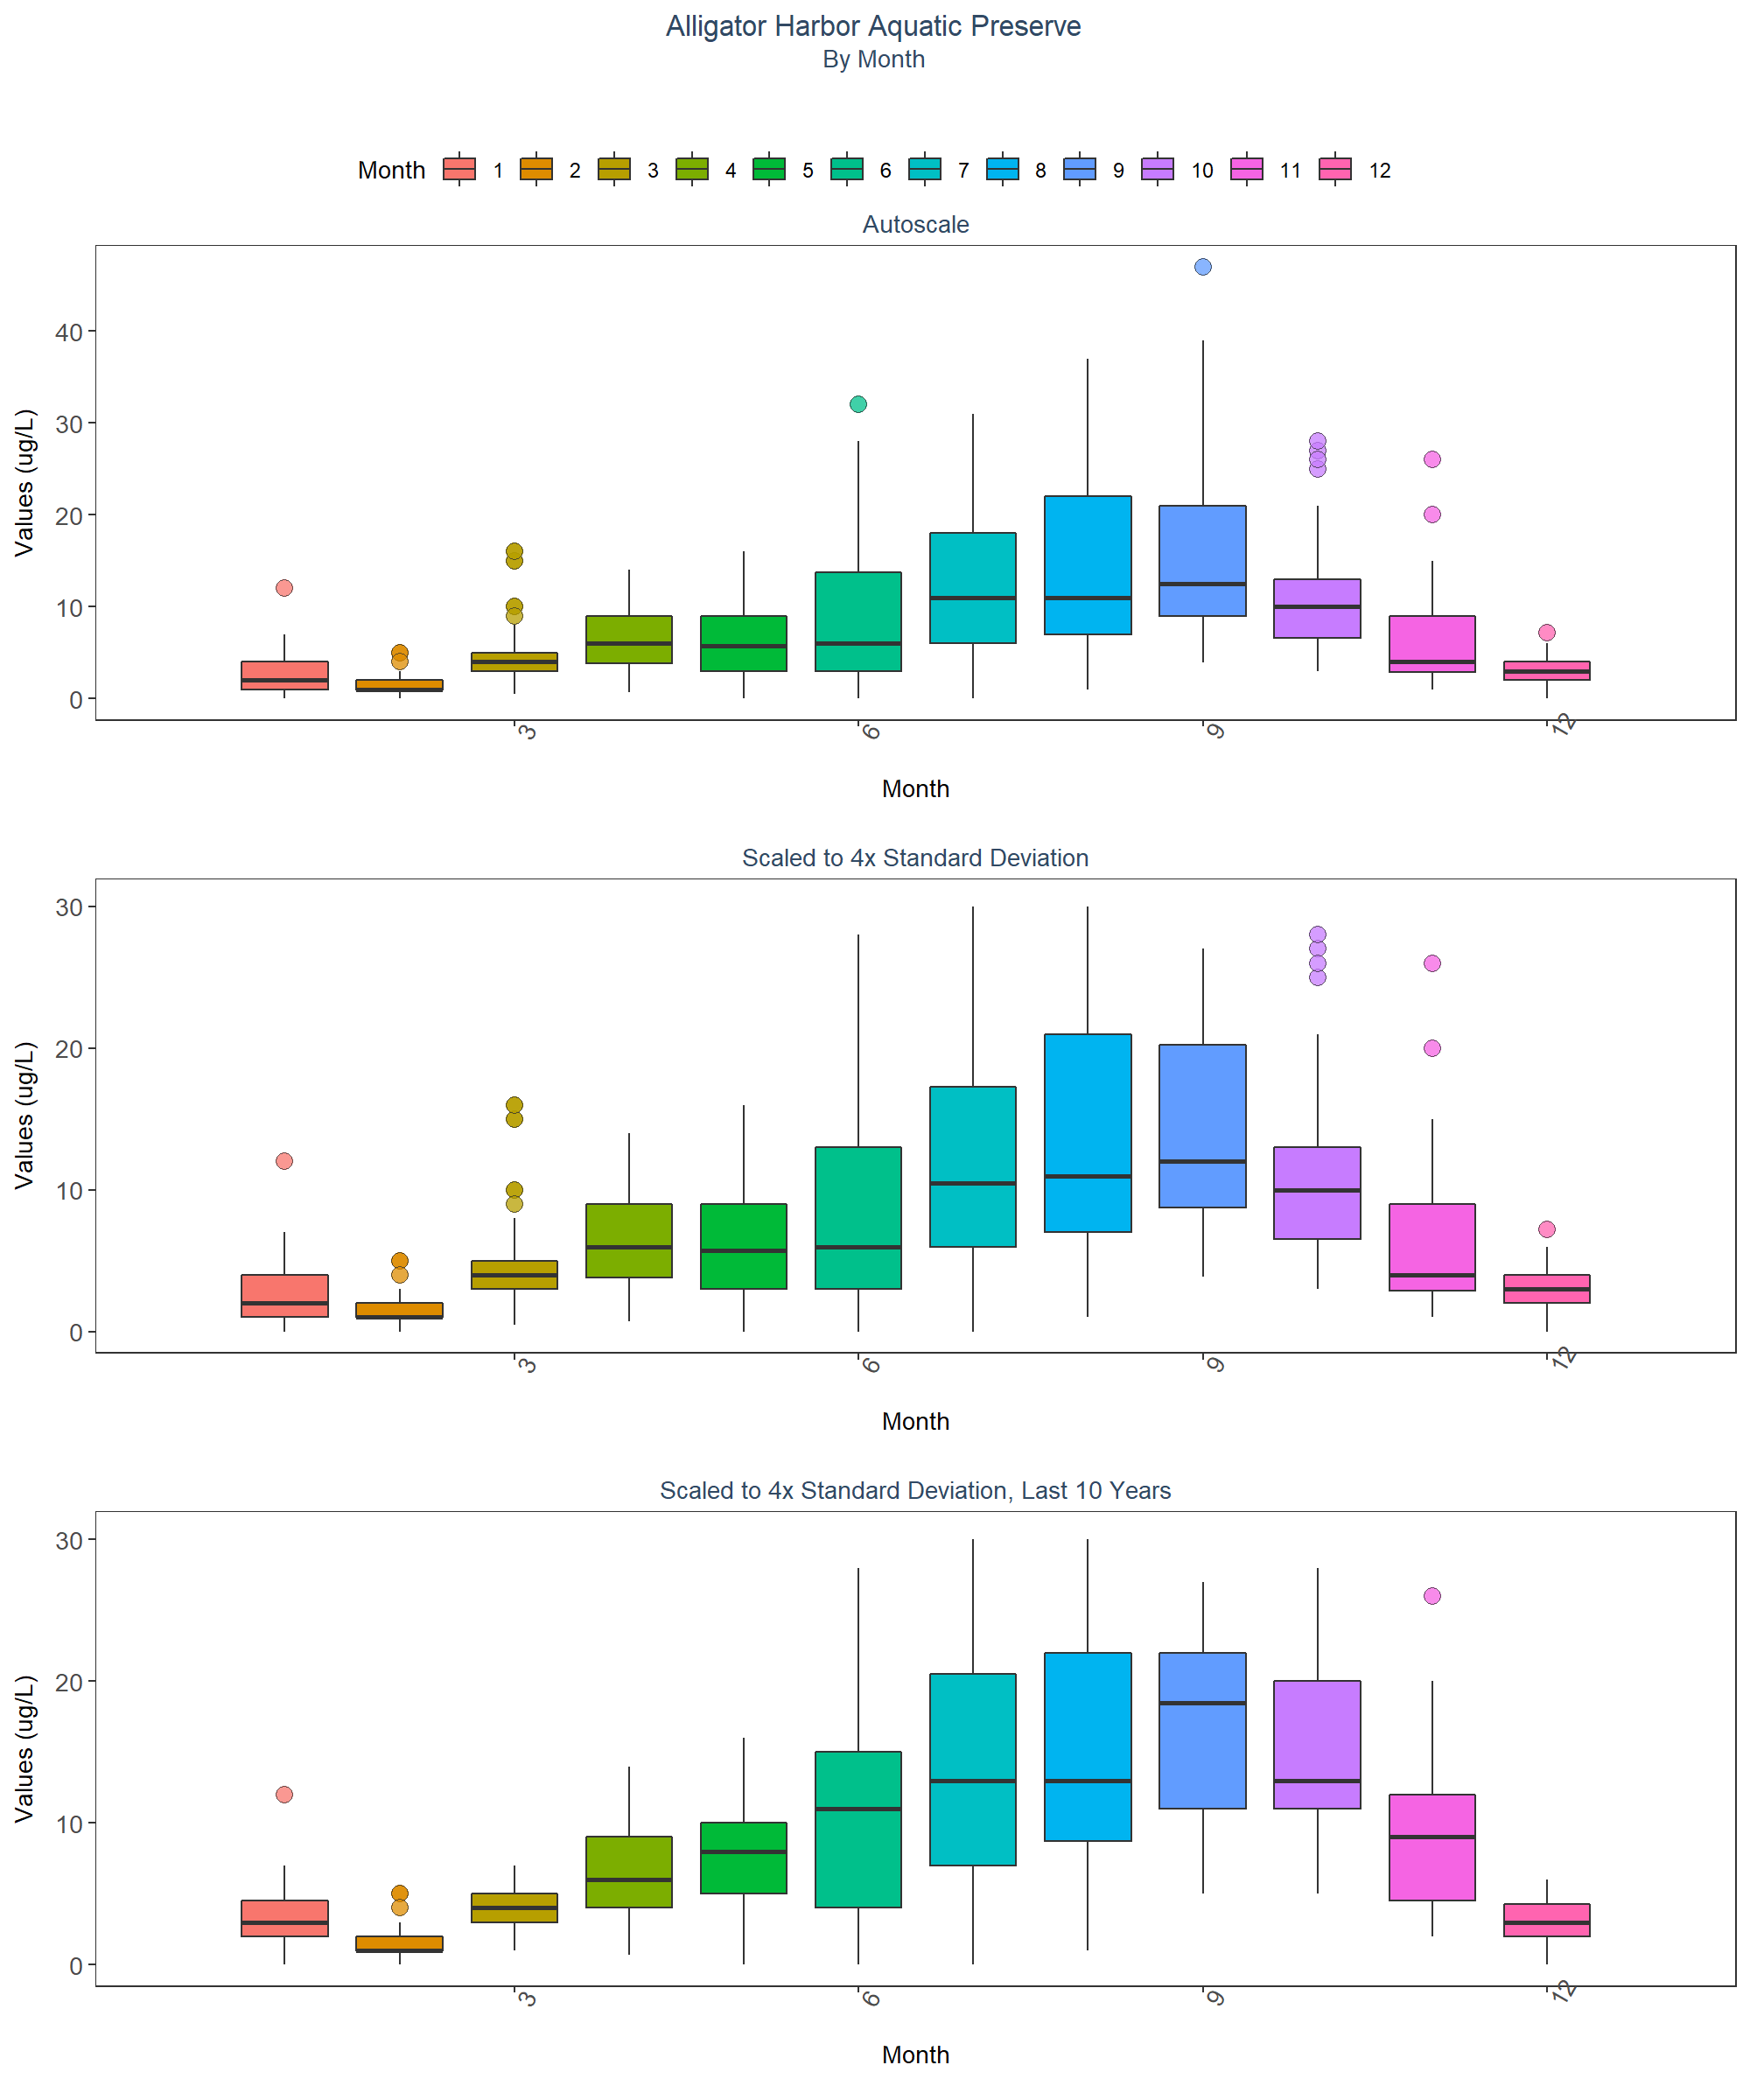 Alligator Harbor Aquatic Preserve
By Month
Month 1 2 3 4 5 6 7 8 9 10 11 12
Autoscale
Values (ug/L)
40
30
20
10
0
3 6 9 12
Month
Scaled to 4x Standard Deviation
Values (ug/L)
30
20
10
0
3 6 9 12
Month
Scaled to 4x Standard Deviation, Last 10 Years
Values (ug/L)
30
20
10
0
3 6 9 12
Month